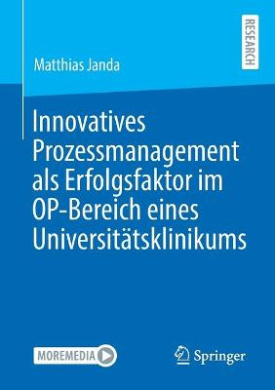 RESEARCH
Matthias Janda
Innovatives
Prozessmanagement
als Erfolgsfaktor im
OP-Bereich eines
Universitätsklinikums
MOREMEDIA
Springer